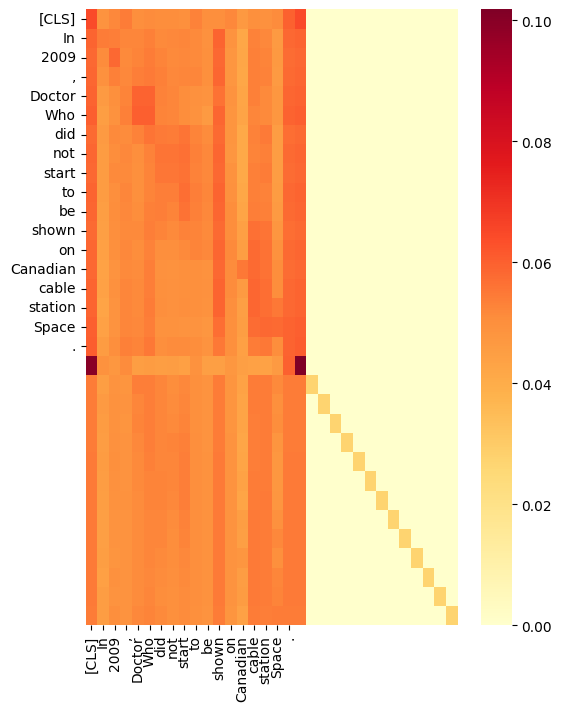 [CLS]
In
2009
,
Doctor
Who
did
not
start
to
be
shown
on
Canadian
cable
station
Space
.
0.10
0.08
0.06
0.04
0.02
0.00
[CLS]
In
2009
,
Doctor
Who
did
not
start
to
be
shown
on
Canadian
cable
station
Space
.